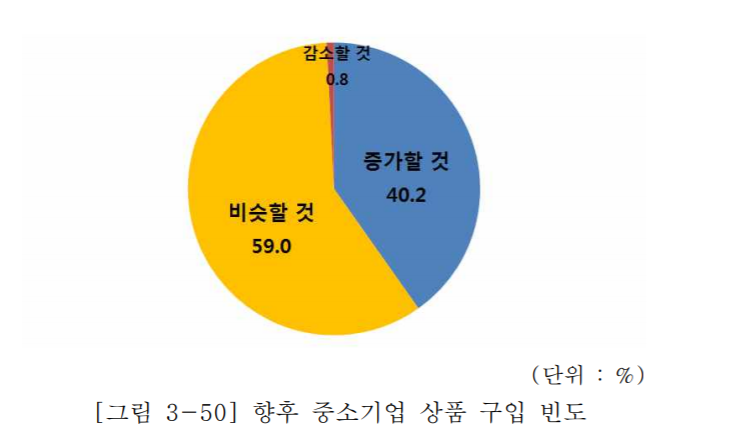 감소할 것
0.8
증가할 것
40.2
비슷할 것
59.0
(단위 : %)
[그림 3-50] 향후 중소기업 상품 구입 빈도